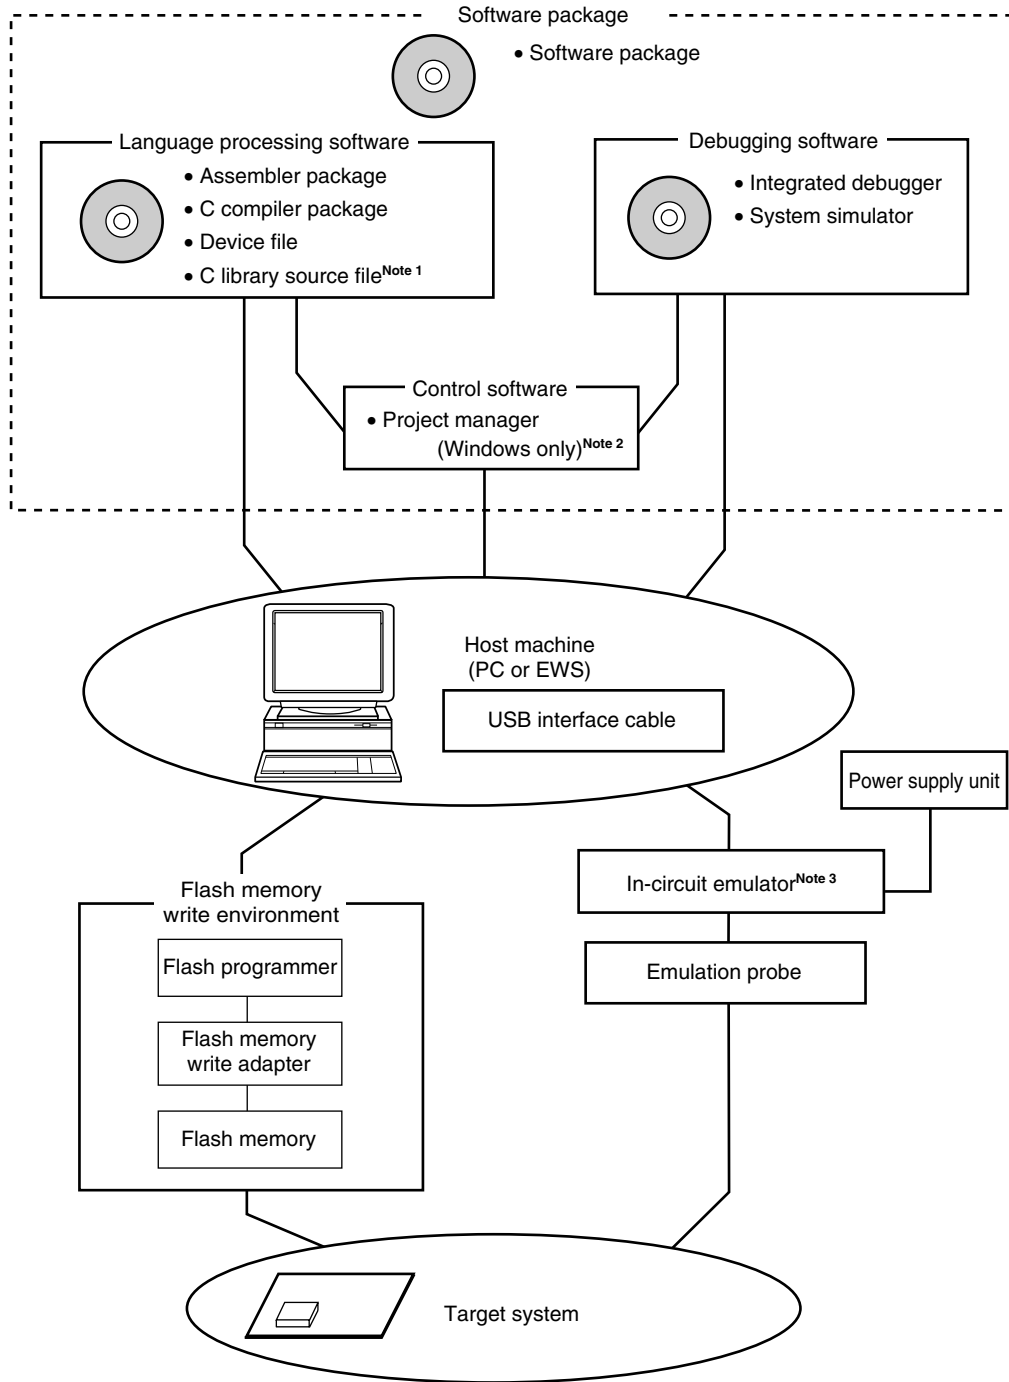 Software package
• Software package
Language processing software
• Assembler package
• C compiler package
• Device file
• C library source fileNote 1
Debugging software
• Integrated debugger
• System simulator
Control software
• Project manager
(Windows only)Note 2
Host machine
(PC or EWS)
USB interface cable
Power supply unit
In-circuit emulatorNote 3
Emulation probe
Flash memory
write environment
Flash programmer
Flash memory
write adapter
Flash memory
Target system